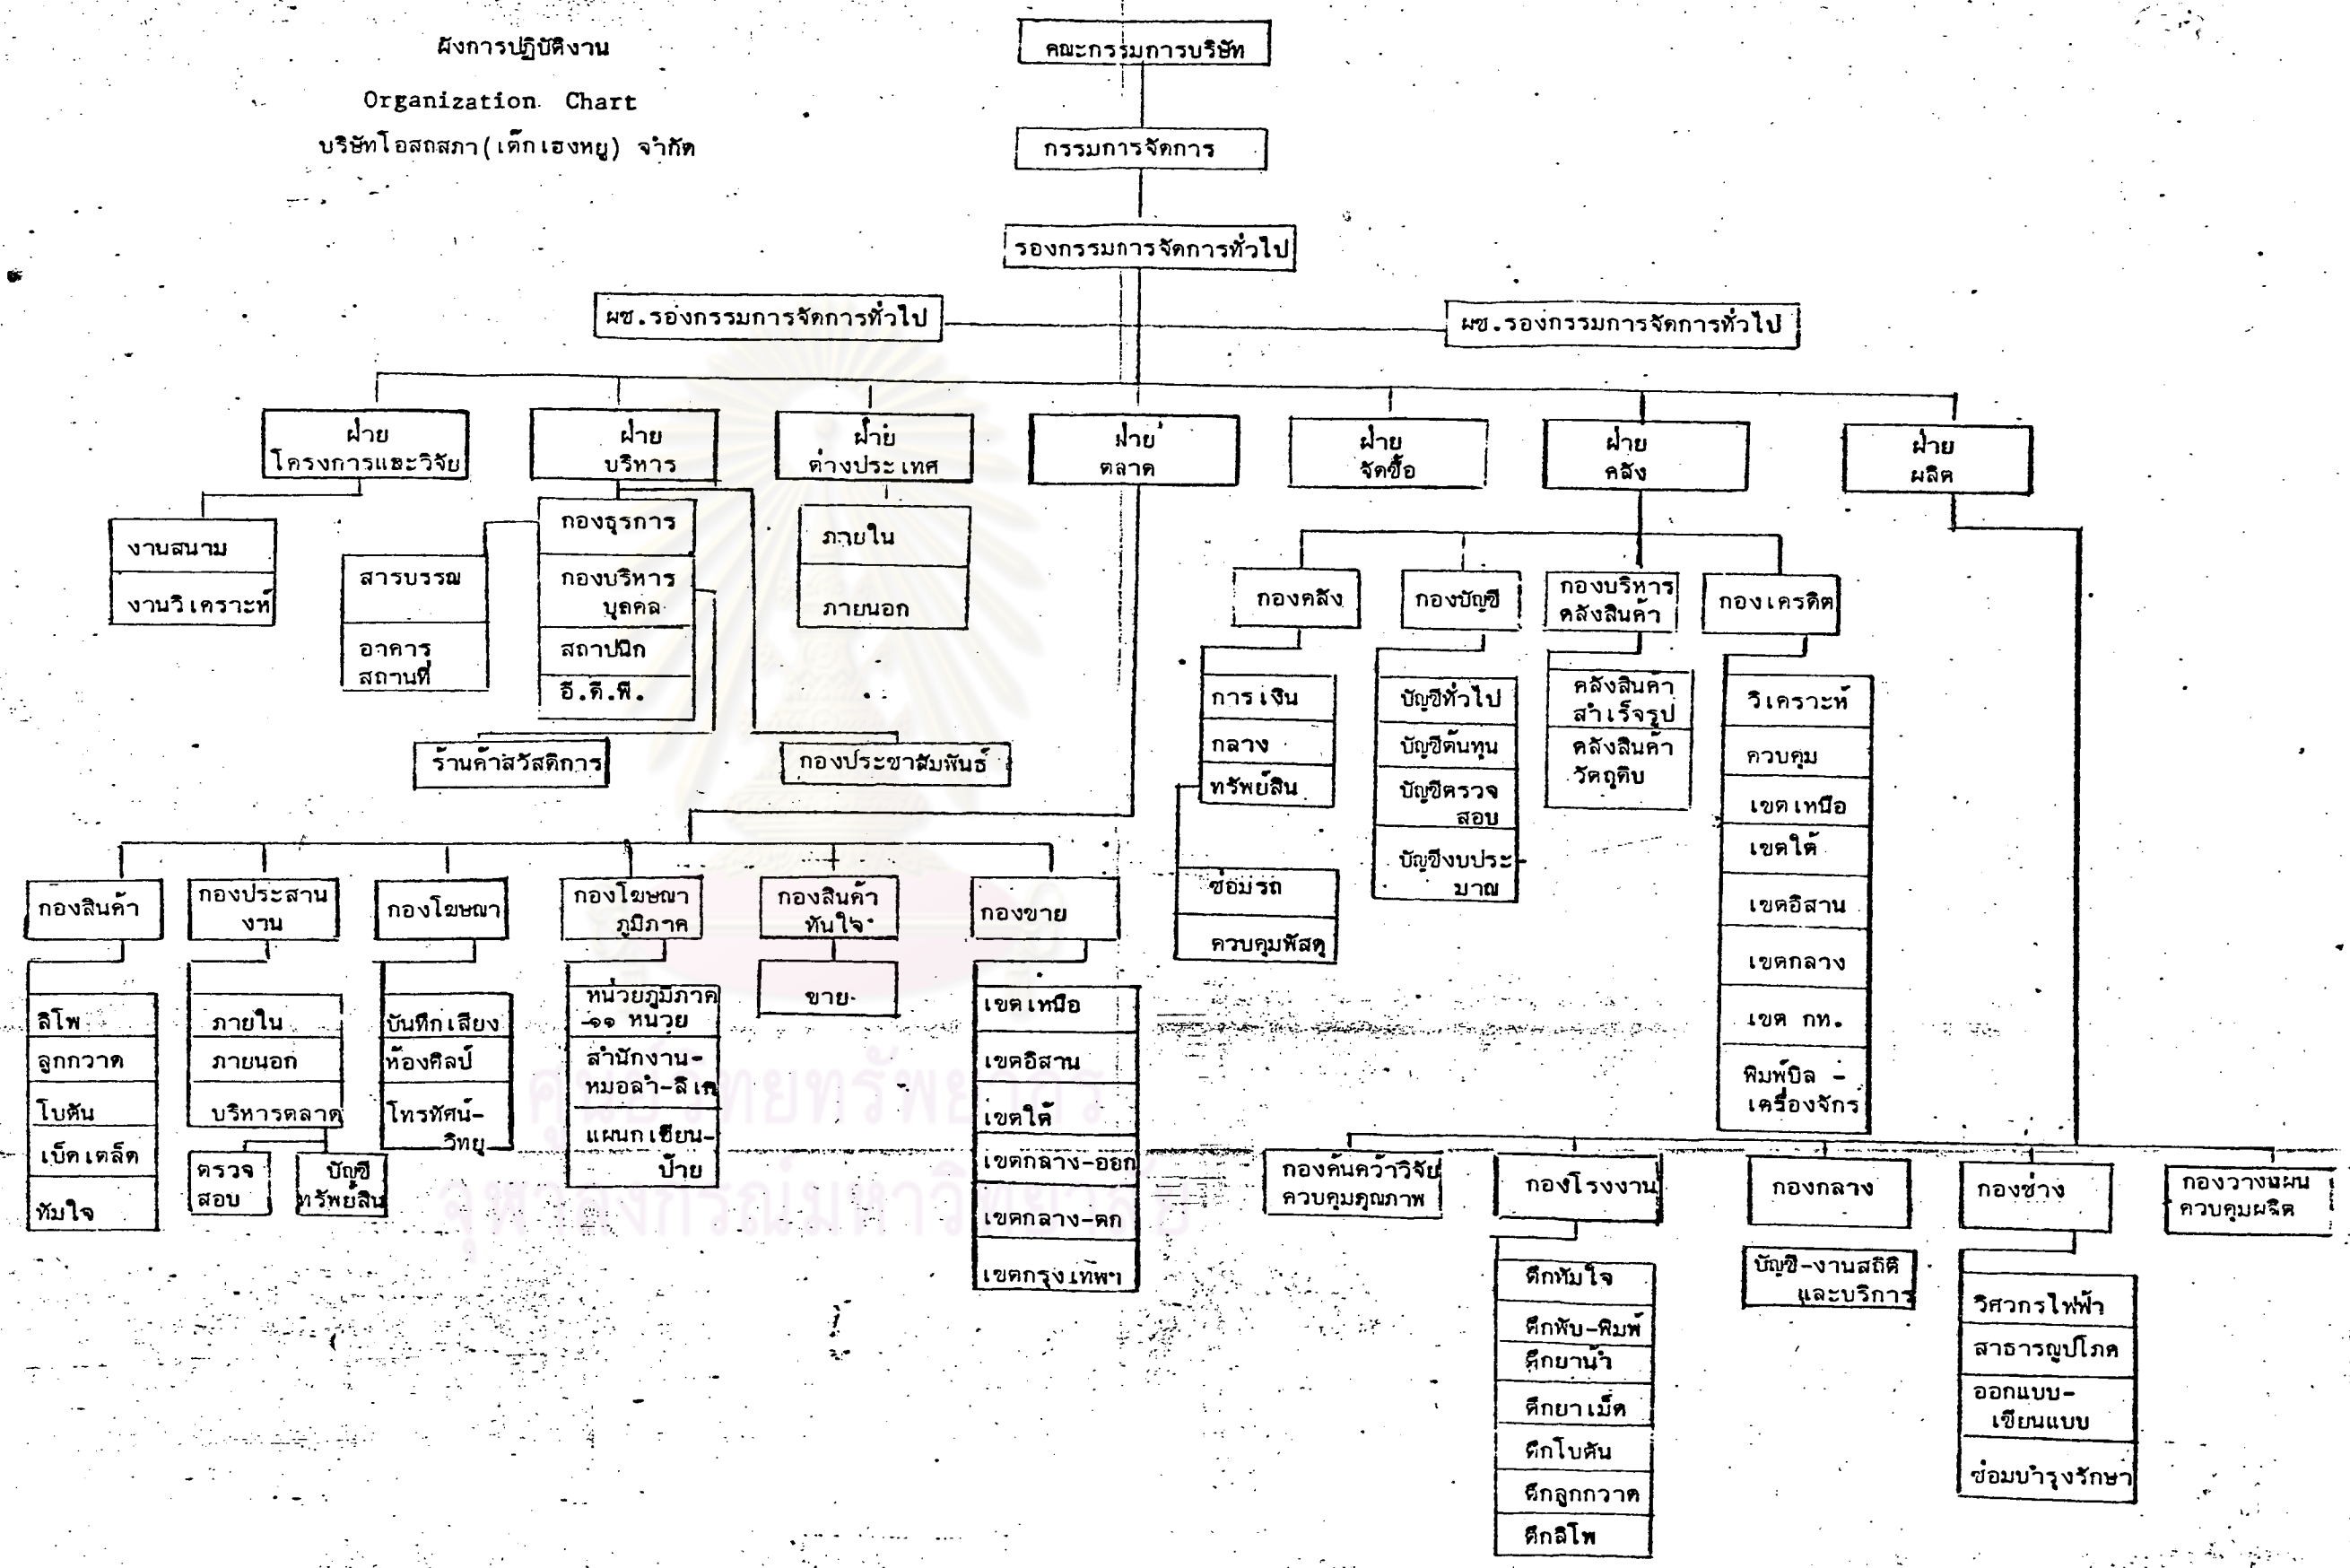 ผังการปฏิบัติงาน
Organization Chart
บริษัทโอสถสภา(เต็กเฮงหยู) จำกัด
คณะกรรมการบริษัท
กรรมการจัดการ
รองกรรมการจัดการทั่วไป
ผช.รองกรรมการจัดการทั่วไป
ผช.รองกรรมการจัดการทั่วไป
ฝ่าย
โครงการและวิจัย
ฝ่าย
บริหาร
ฝ่าย
ต่างประเทศ
ฝ่าย
ตลาด
ฝ่าย
จัดซื้อ
ฝ่าย
คลัง
ฝ่าย
ผลิต
งานสนาม
งานวิเคราะห์
สารบรรณ
อาคาร
สถานที่
กองธุรการ
กองบริหาร
บุคคล
สถาปนิก
อี.ดี.พี.
ร้านค้าสวัสดิการ
กองประชาสัมพันธ์
ภายใน
ภายนอก
กองคลัง
กองบัญชี
กองบริหาร
คลังสินค้า
กองเครดิต
การเงิน
กลาง
ทรัพย์สิน
ซ่อมรถ
ควบคุมพัสดุ
บัญชีทั่วไป
บัญชีต้นทุน
บัญชีตรวจ
สอบ
บัญชีงบประ-
มาณ
คลังสินค้า
สำเร็จรูป
คลังสินค้า
วัตถุดิบ
วิเคราะห์
ควบคุม
เขตเหนือ
เขตใต้
เขตอิสาน
เขตกลาง
เขต กท.
พิมพ์บิล -
เครื่องจักร
กองสินค้า
กองประสาน
งาน
กองโฆษณา
กองโฆษณา
ภูมิภาค
กองสินค้า
ทันใจ
กองขาย
ลิโพ
ลูกกวาด
โบตัน
เบ็ดเตล็ด
ทัมใจ
ภายใน
ภายนอก
บริหารตลาด
ตรวจ
สอบ
บัญชี
ทรัพย์สิน
บันทึกเสียง
ห้องศิลป์
โทรทัศน์-
วิทยุ
หน่วยภูมิภาค
-๑๑ หน่วย
สำนักงาน-
หมอลำ-ลิเก
แผนกเขียน-
ป้าย
ขาย
เขตเหนือ
เขตอิสาน
เขตใต้
เขตกลาง-ออก
เขตกลาง-ตก
เขตกรุงเทพฯ
กองค้นคว้าวิจัย
ควบคุมคุณภาพ
กองโรงงาน
กองกลาง
กองช่าง
กองวางแผน
ควบคุมผลิต
ตึกทัมใจ
ตึกพับ-พิมพ์
ตึกยาน้ำ
ตึกยาเม็ด
ตึกโบตัน
ตึกลูกกวาด
ตึกลิโพ
บัญชี-งานสถิติ
และบริการ
วิศวกรไฟฟ้า
สาธารณูปโภค
ออกแบบ-
เขียนแบบ
ซ่อมบำรุงรักษา
ศูนย์วิทยทรัพยากร
จุฬาลงกรณ์มหาวิทยาลัย